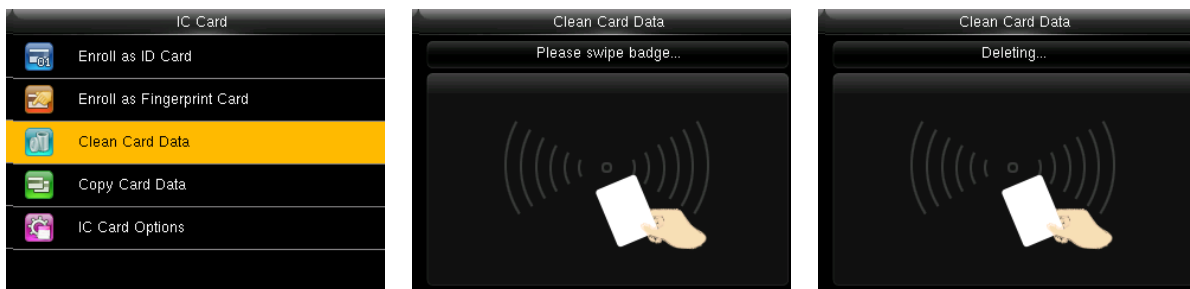 IC Card
Enroll as ID Card
Enroll as Fingerprint Card
Clean Card Data
Copy Card Data
IC Card Options
Clean Card Data
Please swipe badge...
Clean Card Data
Deleting...